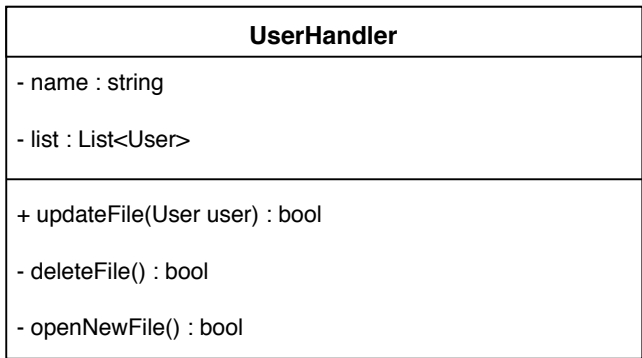 UserHandler
- name : string
- list : List<User>
+ updateFile(User user) : bool
- deleteFile() : bool
- openNewFile() : bool